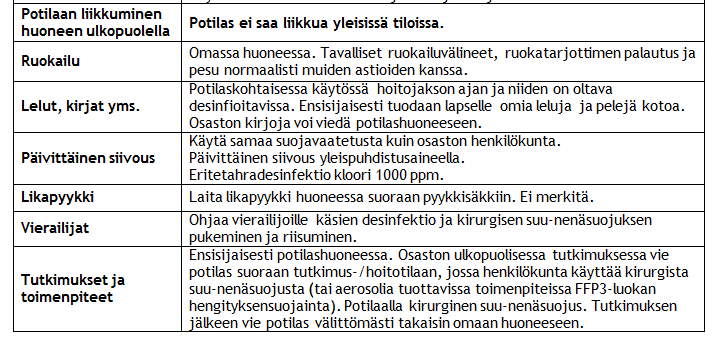 Potilaan liikkuminen
huoneen ulkopuolella
Potilas ei saa liikkua yleisissä tiloissa.
Ruokailu
Omassa huoneessa. Tavalliset ruokailuvälineet, ruokatarjottimen palautus ja
pesu normaalisti muiden astioiden kanssa.
Lelut, kirjat yms.
Potilaskohtaisessa käytössä hoitojakson ajan ja niiden on oltava
desinfioitavissa. Ensisijaisesti tuodaan lapselle omia leluja ja pelejä kotoa.
Osaston kirjoja voi viedä potilashuoneeseen.
Päivittäinen siivous
Käytä samaa suojavaatetusta kuin osaston henkilökunta.
Päivittäinen siivous yleispuhdistusaineella.
Eritetahradesinfektio kloori 1000 ppm.
Likapyykki
Laita likapyykki huoneessa suoraan pyykkisäkkiin. Ei merkitä.
Vierailijat
Ohjaa vierailijoille käsien desinfektio ja kirurgisen suu-nenäsuojuksen
pukeminen ja riisuminen.
Tutkimukset ja
toimenpiteet
Ensisijaisesti potilashuoneessa. Osaston ulkopuolisessa tutkimuksessa vie
potilas suoraan tutkimus-/hoitotilaan, jossa henkilökunta käyttää kirurgista
suu-nenäsuojusta (tai aerosolia tuottavissa toimenpiteissa FFP3-luokan
hengityksensuojainta). Potilaalla kirurginen suu-nenäsuojus. Tutkimuksen
jälkeen vie potilas välittömästi takaisin omaan huoneeseen.